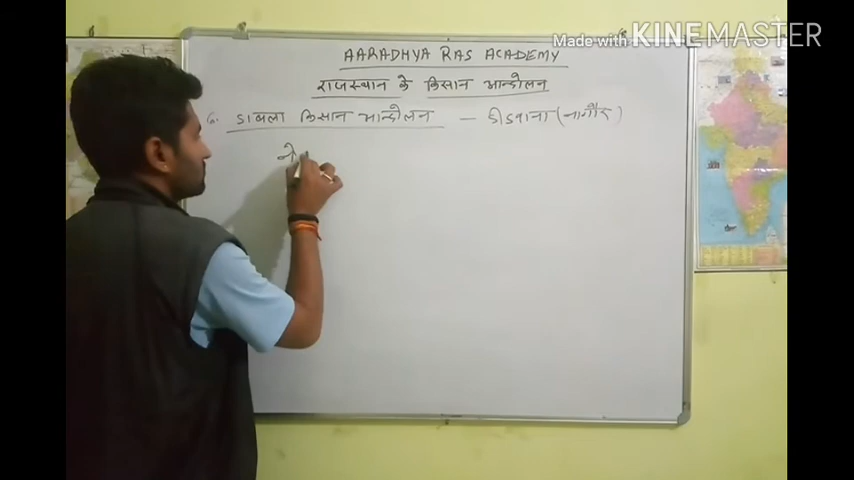 Made with KINEMASTER
AARADHYA RAS ACADEMY
राजस्थान के किसान आन्दोलन
6. डाबला किसान आन्दोलन — डीडवाना (नागौर)
ने